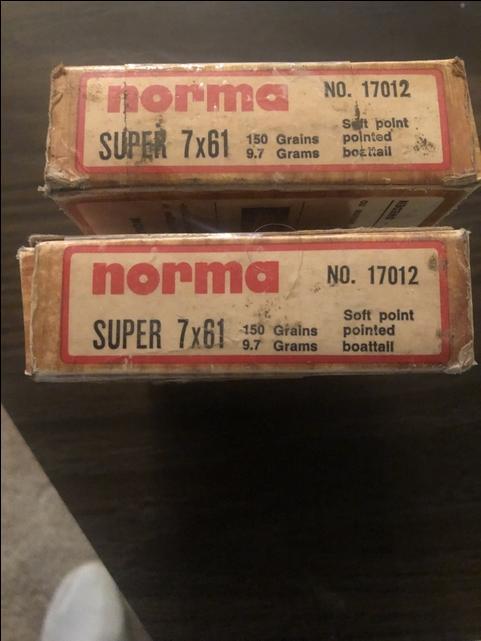 norma NO. 17012
Soft point
SUPER 7x61 150 Grains pointed
9.7 Grams boattail
norma NO. 17012
Soft point
SUPER 7x61 150 Grains pointed
9.7 Grams boattail